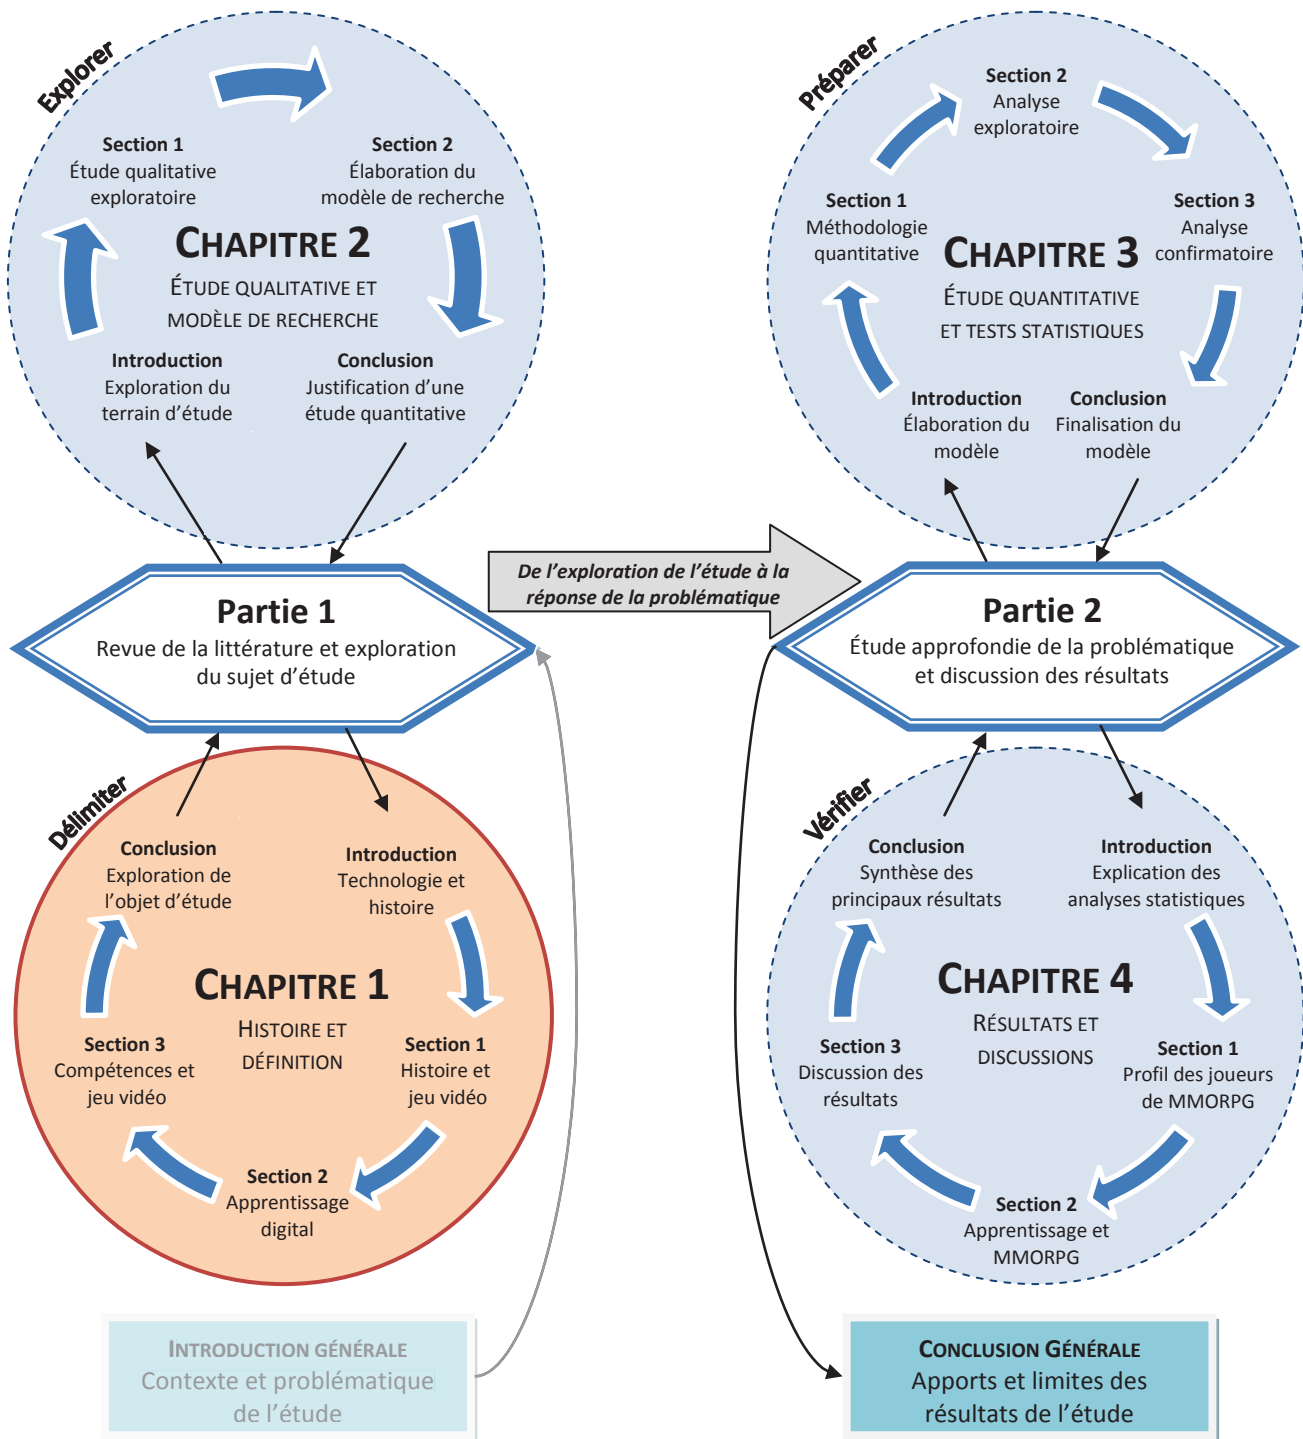 Explorer
Section 1
Étude qualitative
exploratoire
Section 2
Élaboration du
modèle de recherche
CHAPITRE 2
ÉTUDE QUALITATIVE ET
MODÈLE DE RECHERCHE
Introduction
Exploration du
terrain d'étude
Conclusion
Justification d'une
étude quantitative
Préparer
Section 2
Analyse
exploratoire
Section 1
Méthodologie
quantitative
Section 3
Analyse
confirmatoire
CHAPITRE 3
ÉTUDE QUANTITATIVE
ET TESTS STATISTIQUES
Introduction
Élaboration du
modèle
Conclusion
Finalisation du
modèle
Partie 1
Revue de la littérature et exploration
du sujet d'étude
De l'exploration de l'étude à la
réponse de la problématique
Partie 2
Étude approfondie de la problématique
et discussion des résultats
Délimiter
Conclusion
Exploration de
l'objet d'étude
Introduction
Technologie et
histoire
CHAPITRE 1
HISTOIRE ET
DÉFINITION
Section 3
Compétences et
jeu vidéo
Section 1
Histoire et
jeu vidéo
Section 2
Apprentissage
digital
Vérifier
Conclusion
Synthèse des
principaux résultats
Introduction
Explication des
analyses statistiques
CHAPITRE 4
RÉSULTATS ET
DISCUSSIONS
Section 3
Discussion des
résultats
Section 1
Profil des joueurs
de MMORPG
Section 2
Apprentissage et
MMORPG
INTRODUCTION GÉNÉRALE
Contexte et problématique
de l'étude
CONCLUSION GÉNÉRALE
Apports et limites des
résultats de l'étude